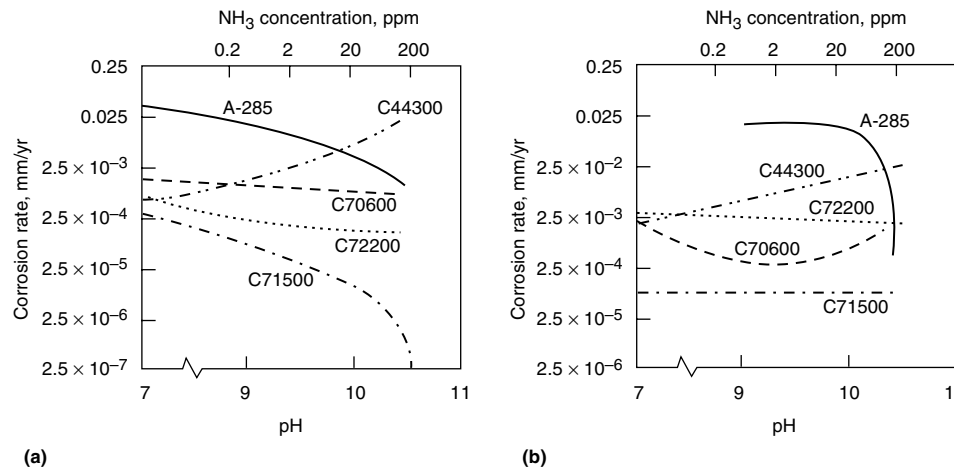 NH3 concentration, ppm
0.2 2 20 200
0.25
0.025
2.5 × 10–3
2.5 × 10–4
2.5 × 10–5
2.5 × 10–6
2.5 × 10–7
Corrosion rate, mm/yr
A-285
C44300
C70600
C72200
C71500
7 9 10 11
pH
(a)
NH3 concentration, ppm
0.2 2 20 200
0.25
0.025
2.5 × 10–2
2.5 × 10–3
2.5 × 10–4
2.5 × 10–5
2.5 × 10–6
Corrosion rate, mm/yr
A-285
C44300
C72200
C70600
C71500
7 9 10 1
pH
(b)